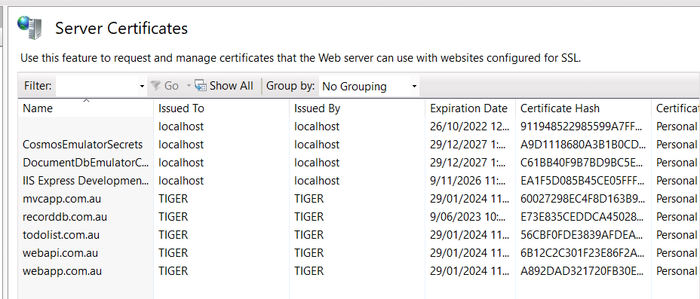 Server Certificates
Use this feature to request and manage certificates that the Web server can use with websites configured for SSL.
Filter: Go Show All Group by: No Grouping
Name Issued To Issued By Expiration Date Certificate Hash Certifica
localhost localhost 26/10/2022 12... 911948522985599A7FF... Personal
CosmosEmulatorSecrets localhost localhost 29/12/2027 1:... A9D1118680A3B1B0CD... Personal
DocumentDbEmulatorC... localhost localhost 29/12/2027 1:... C61BB40F9B7BD9BC5E... Personal
IIS Express Developmen... localhost localhost 9/11/2026 11:... EA1F5D085B45CE05FFF... Personal
mvcapp.com.au TIGER TIGER 29/01/2024 11... 60027298EC4F8D163B9... Personal
recorddb.com.au TIGER TIGER 9/06/2023 10:... E73E835CEDDCA45028... Personal
todolist.com.au TIGER TIGER 29/01/2024 11... 56CBF0FDE3839AFDEA... Personal
webapi.com.au TIGER TIGER 29/01/2024 11... 6B12C2C301F23E86F2A... Personal
webapp.com.au TIGER TIGER 29/01/2024 11... A892DAD321720FB30E... Personal